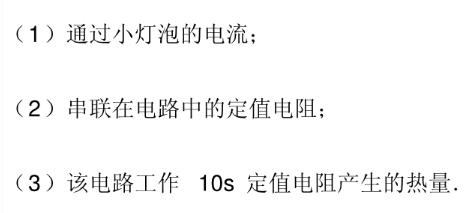 （1）通过小灯泡的电流；
（2）串联在电路中的定值电阻；
（3）该电路工作 10s 定值电阻产生的热量．